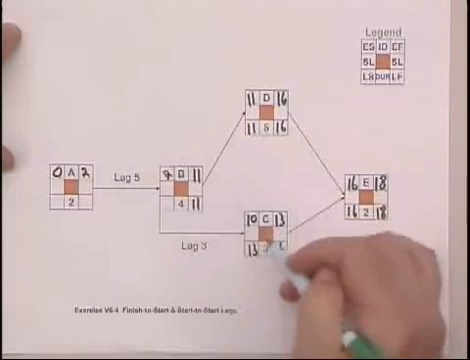 Legend
ES ID EF
SL SL
LS DUR LF
11 D 16
11 5 16
0 A 2
2
Lag 5
7 B 11
4 11
16 E 18
16 2 18
10 C 13
13
Lag 3
Exercise V6-4 Finish-to-Start & Start-to-Start Lags